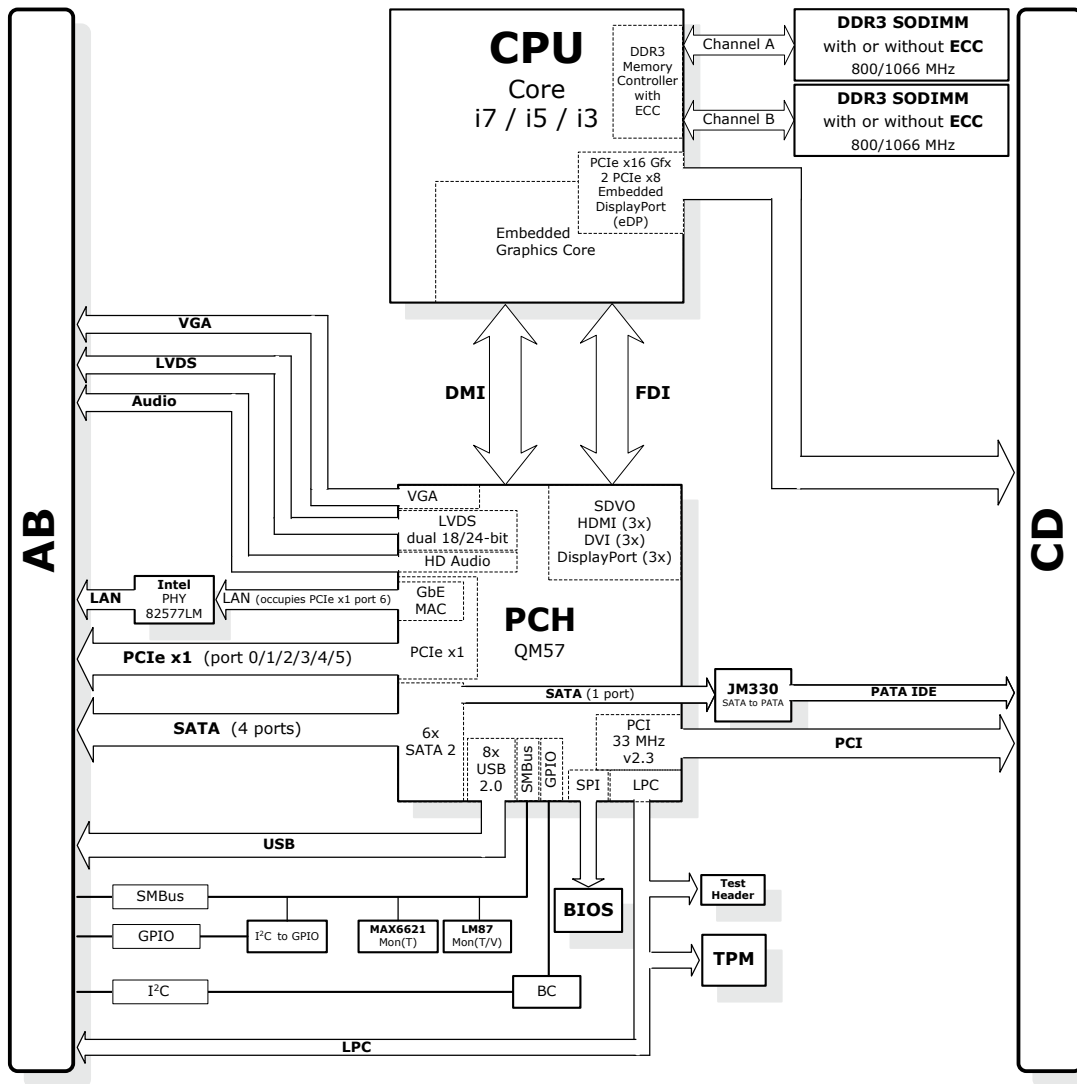 AB
CD
CPU
Core
i7 / i5 / i3
DDR3
Memory
Controller
with
ECC
Channel A
Channel B
DDR3 SODIMM
with or without ECC
800/1066 MHz
DDR3 SODIMM
with or without ECC
800/1066 MHz
PCIe x16 Gfx
2 PCIe x8
Embedded
DisplayPort
(eDP)
Embedded
Graphics Core
VGA
LVDS
Audio
DMI
FDI
VGA
LVDS
dual 18/24-bit
HD Audio
SDVO
HDMI (3x)
DVI (3x)
DisplayPort (3x)
LAN
Intel
PHY
82577LM
LAN (occupies PCIe x1 port 6)
GbE
MAC
PCH
QM57
PCIe x1 (port 0/1/2/3/4/5)
PCIe x1
SATA (1 port)
JM330
SATA to PATA
PATA IDE
SATA (4 ports)
6x
SATA 2
PCI
33 MHz
v2.3
PCI
8x
USB
2.0
SMBus
GPIO
SPI
LPC
USB
SMBus
GPIO
I²C to GPIO
MAX6621
Mon(T)
LM87
Mon(T/V)
BIOS
Test
Header
TPM
I²C
BC
LPC